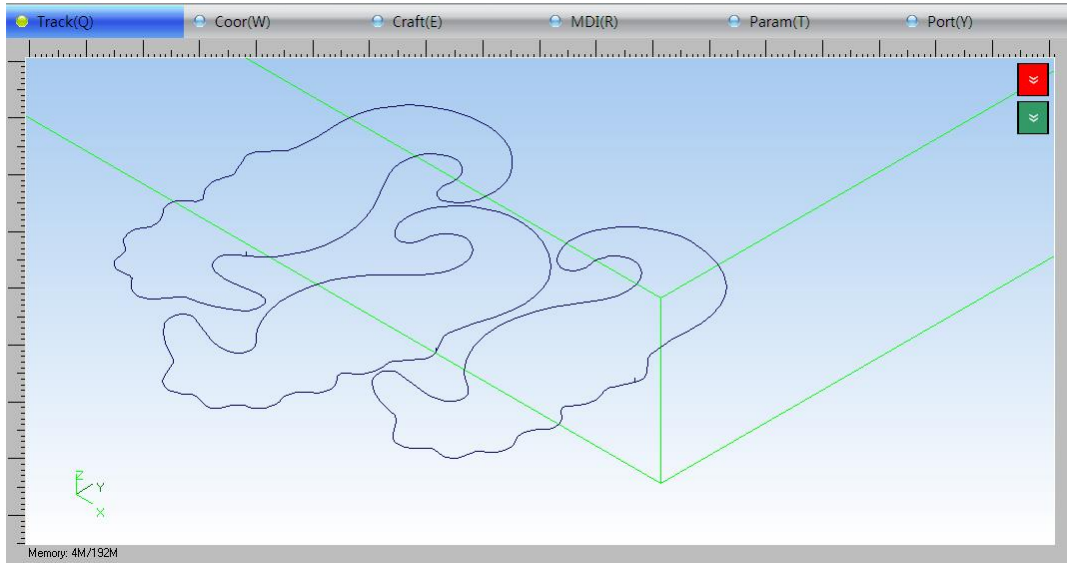 Track(Q) Coor(W) Craft(E) MDI(R) Param(T) Port(Y)
Z
Y
X
Memory: 4M/192M